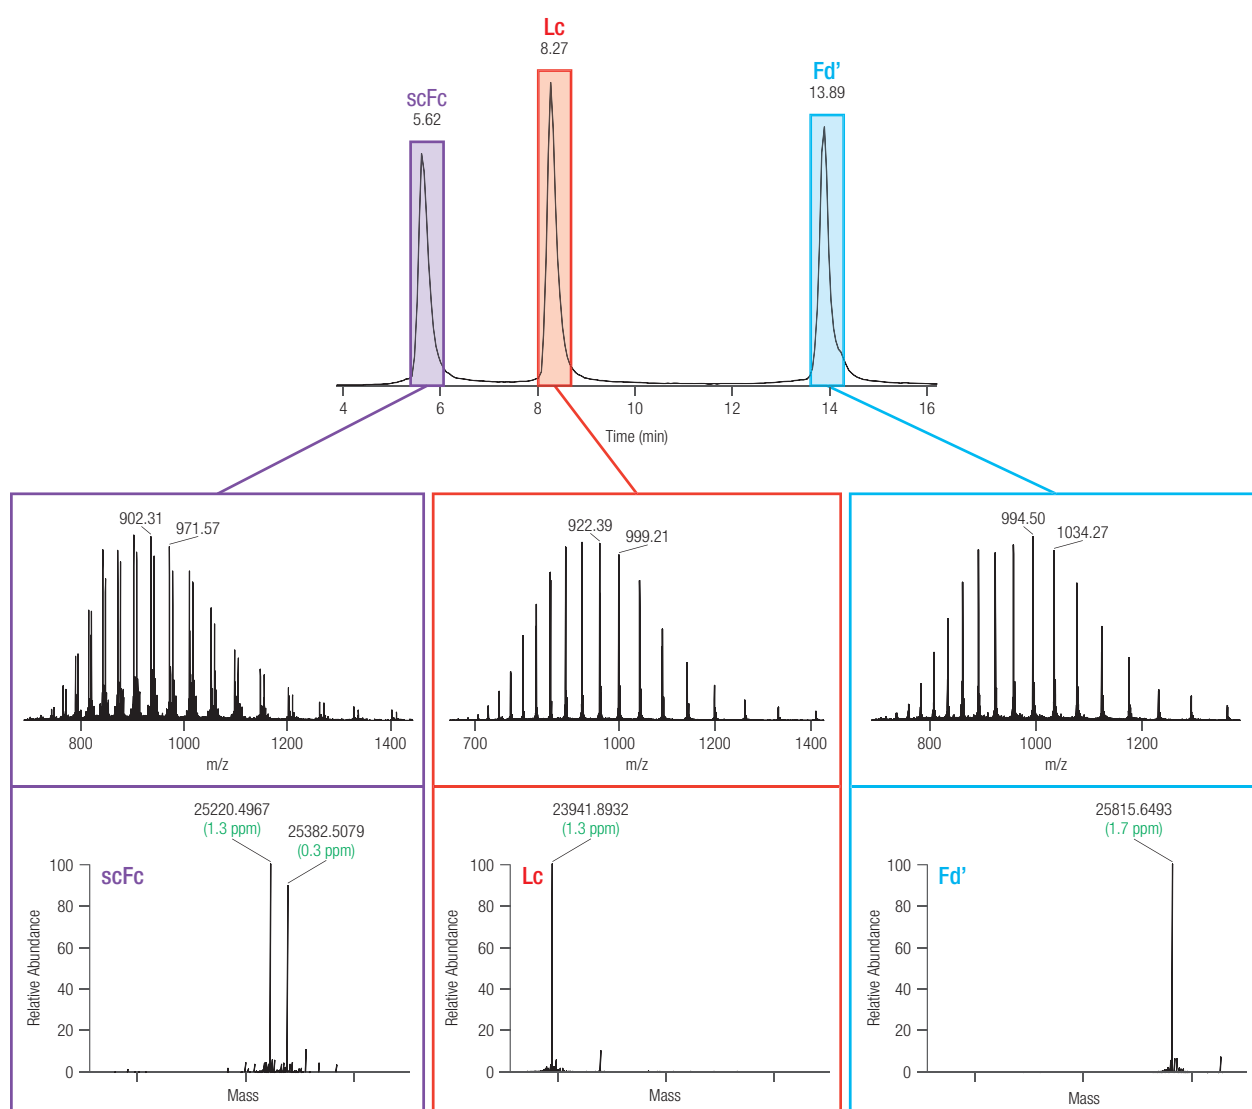 Lc
8.27
Fd’
13.89
scFc
5.62
4 6 8 10 12 14 16
Time (min)
902.31
971.57
800 1000 1200 1400
m/z
922.39
999.21
700 1000 1200 1400
m/z
994.50
1034.27
800 1000 1200
m/z
25220.4967
(1.3 ppm)
25382.5079
(0.3 ppm)
scFc
100
80
60
40
20
0
Relative Abundance
Mass
23941.8932
(1.3 ppm)
Lc
100
80
60
40
20
0
Relative Abundance
Mass
25815.6493
(1.7 ppm)
Fd’
100
80
60
40
20
0
Relative Abundance
Mass